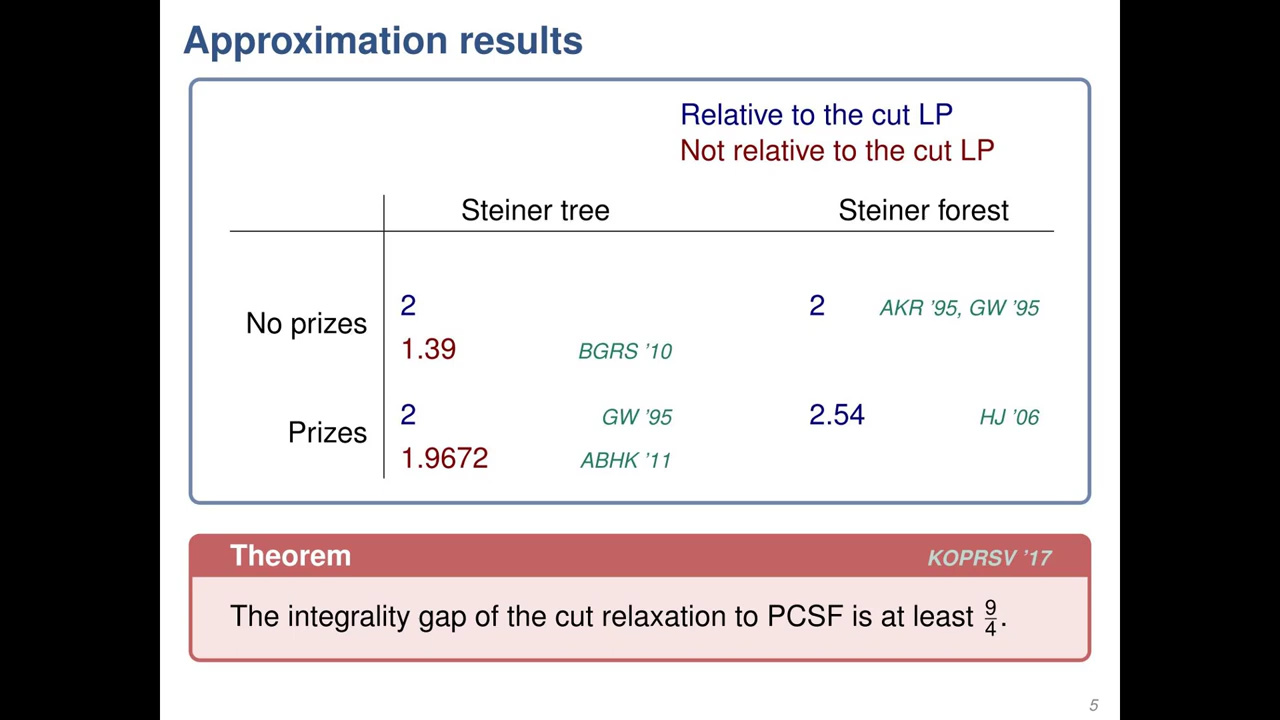 Approximation results
Relative to the cut LP
Not relative to the cut LP
Steiner tree Steiner forest
No prizes
2 2 AKR ’95, GW ’95
1.39 BGRS ’10
Prizes
2 GW ’95 2.54 HJ ’06
1.9672 ABHK ’11
Theorem KOPRSV ’17
The integrality gap of the cut relaxation to PCSF is at least 9/4.
5